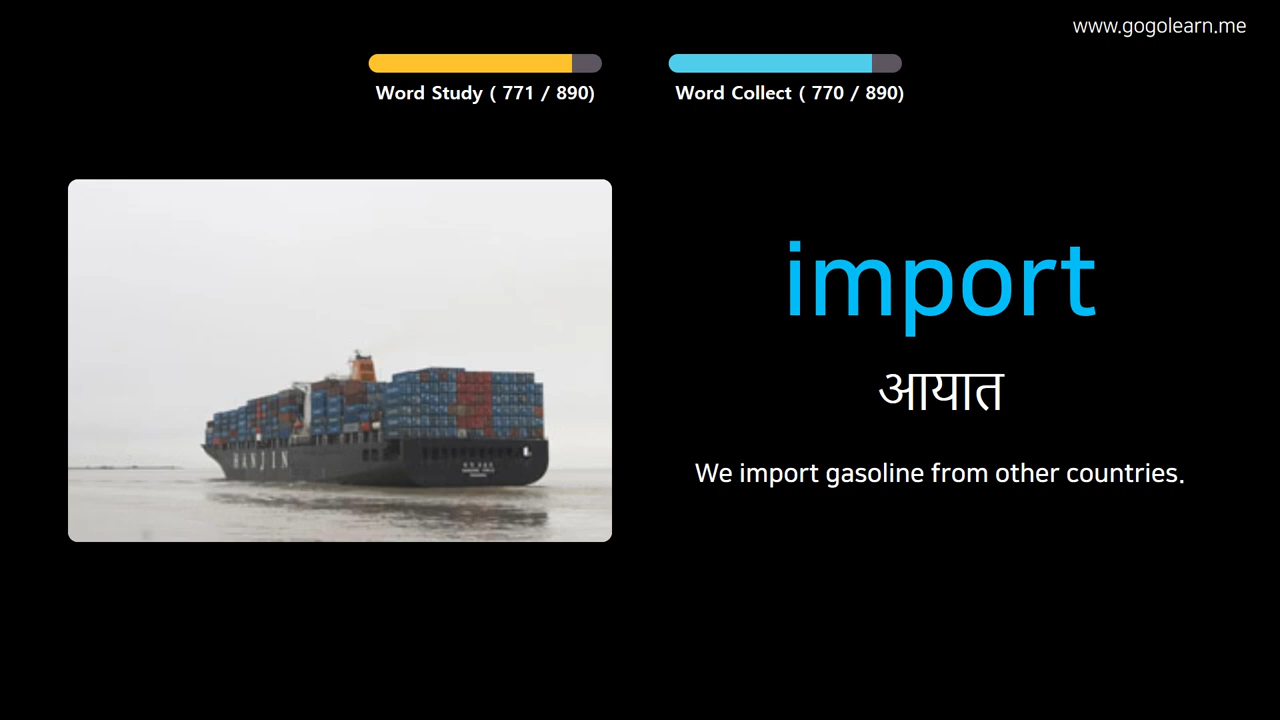 www.gogolearn.me
Word Study ( 771 / 890)
Word Collect ( 770 / 890)
import
आयात
We import gasoline from other countries.
HANJIN